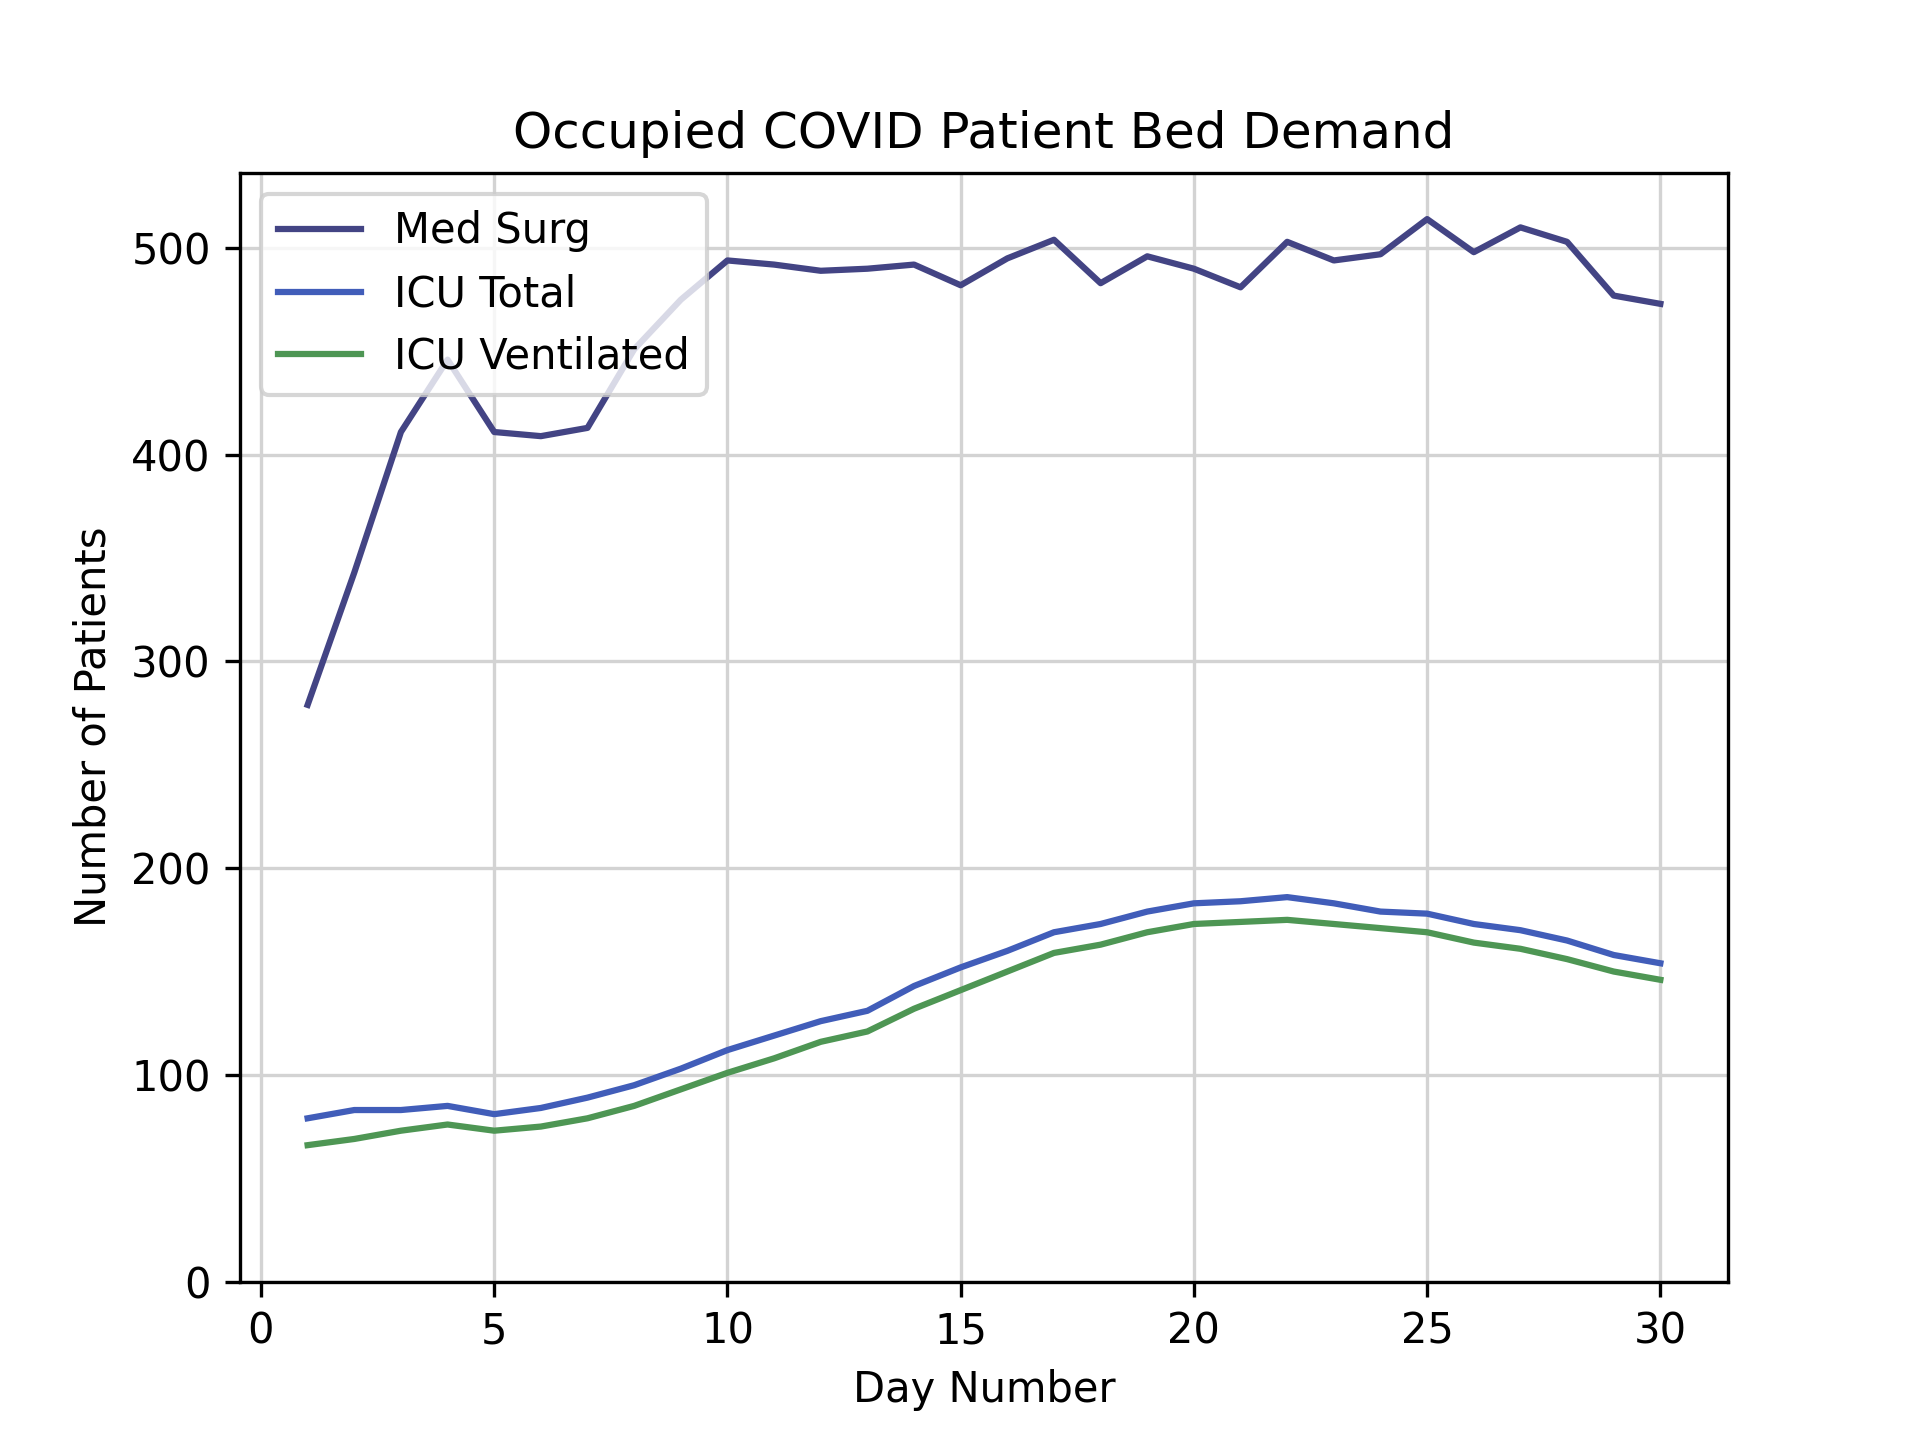 Occupied COVID Patient Bed Demand
Med Surg
ICU Total
ICU Ventilated
500
400
300
200
100
0
Number of Patients
0 5 10 15 20 25 30
Day Number